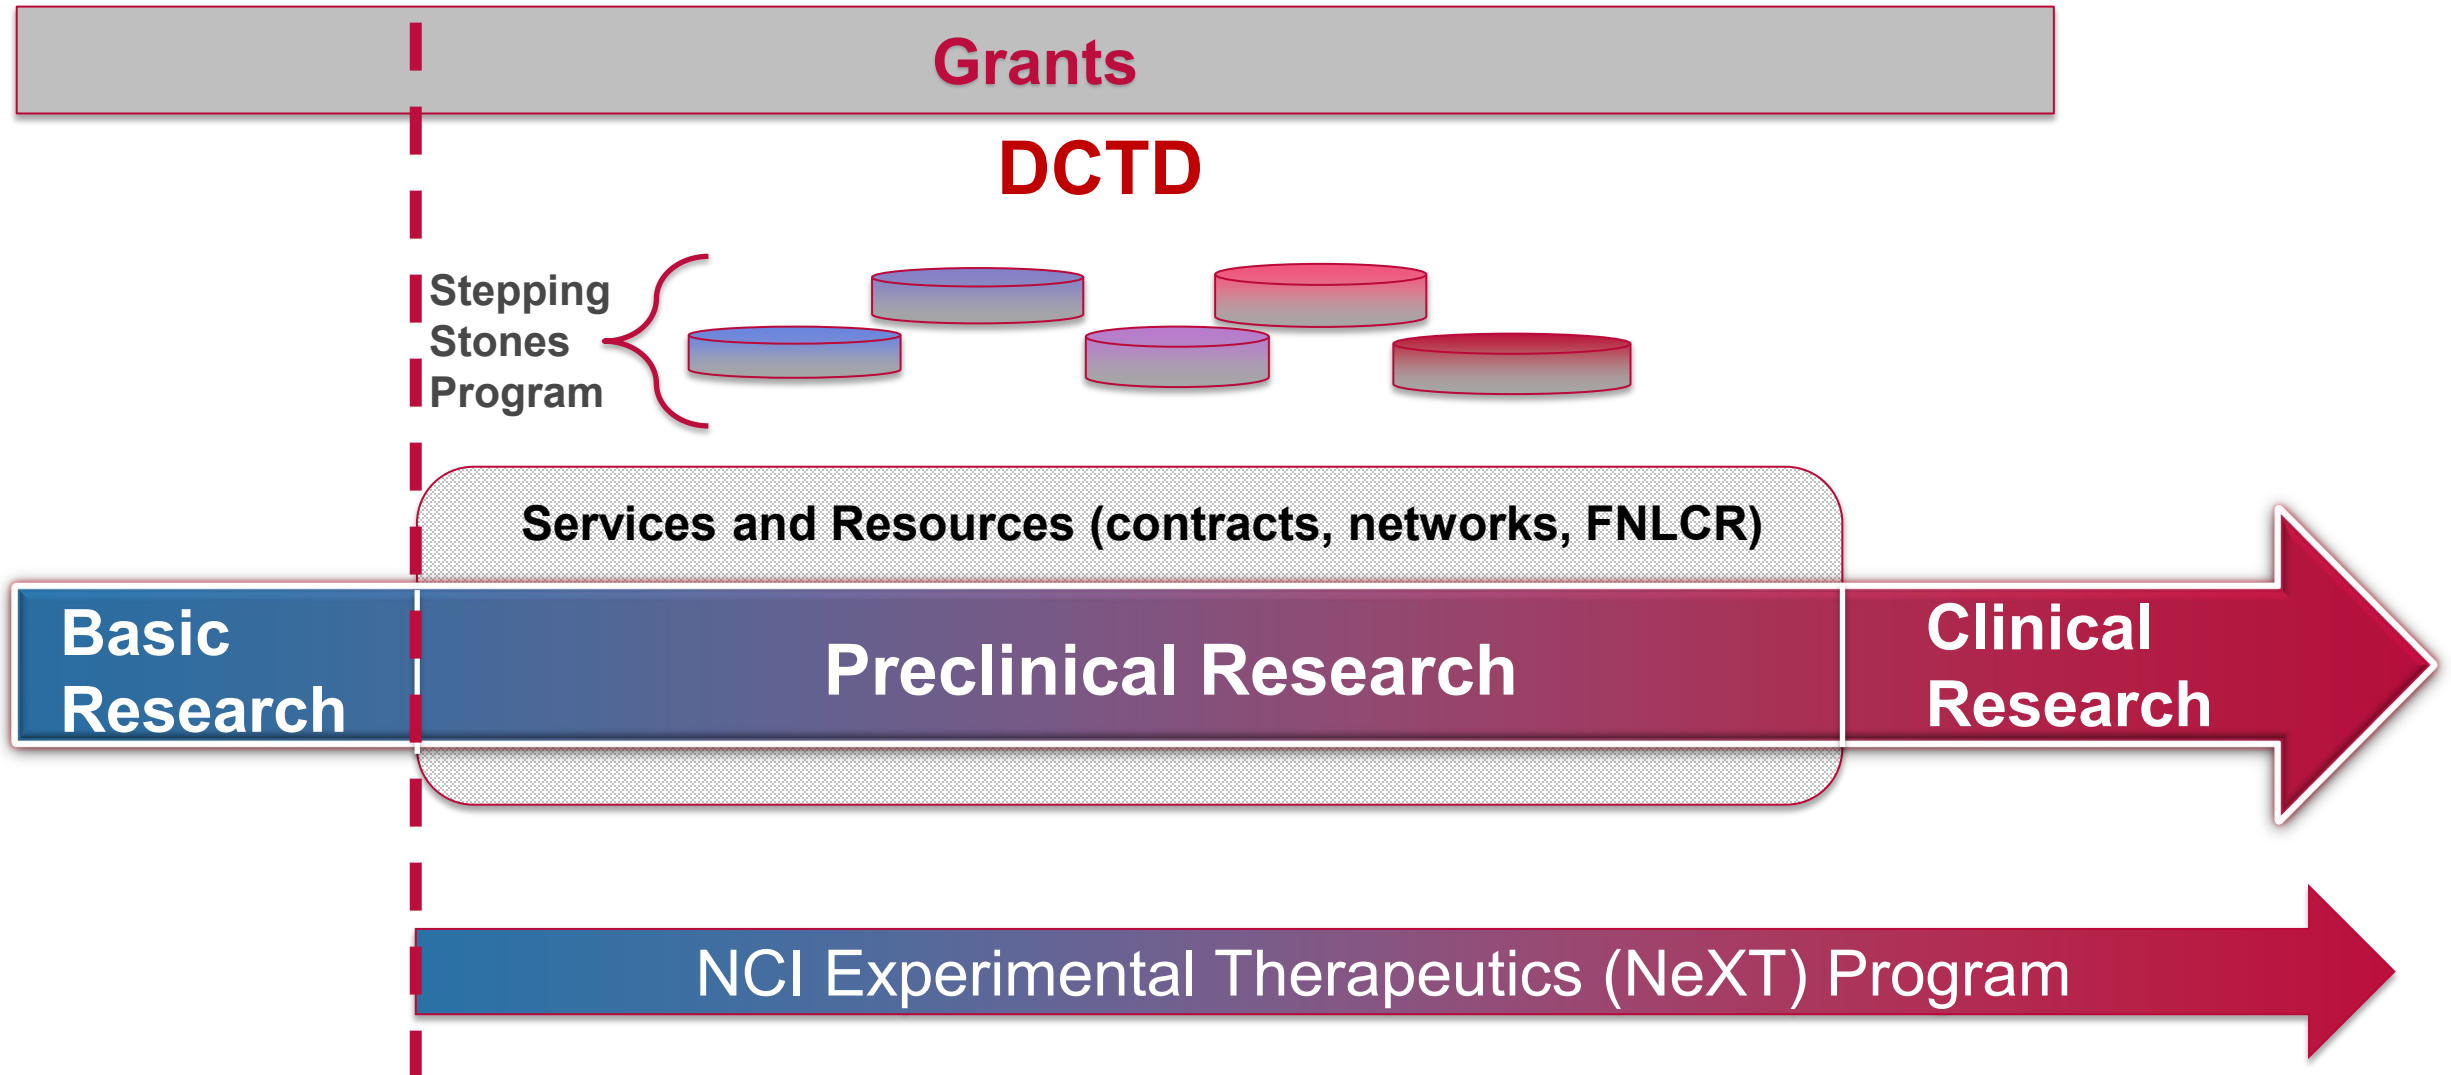 Grants
DCTD
Stepping
Stones
Program
Services and Resources (contracts, networks, FNLCR)
Basic
Research
Preclinical Research
Clinical
Research
NCI Experimental Therapeutics (NeXT) Program